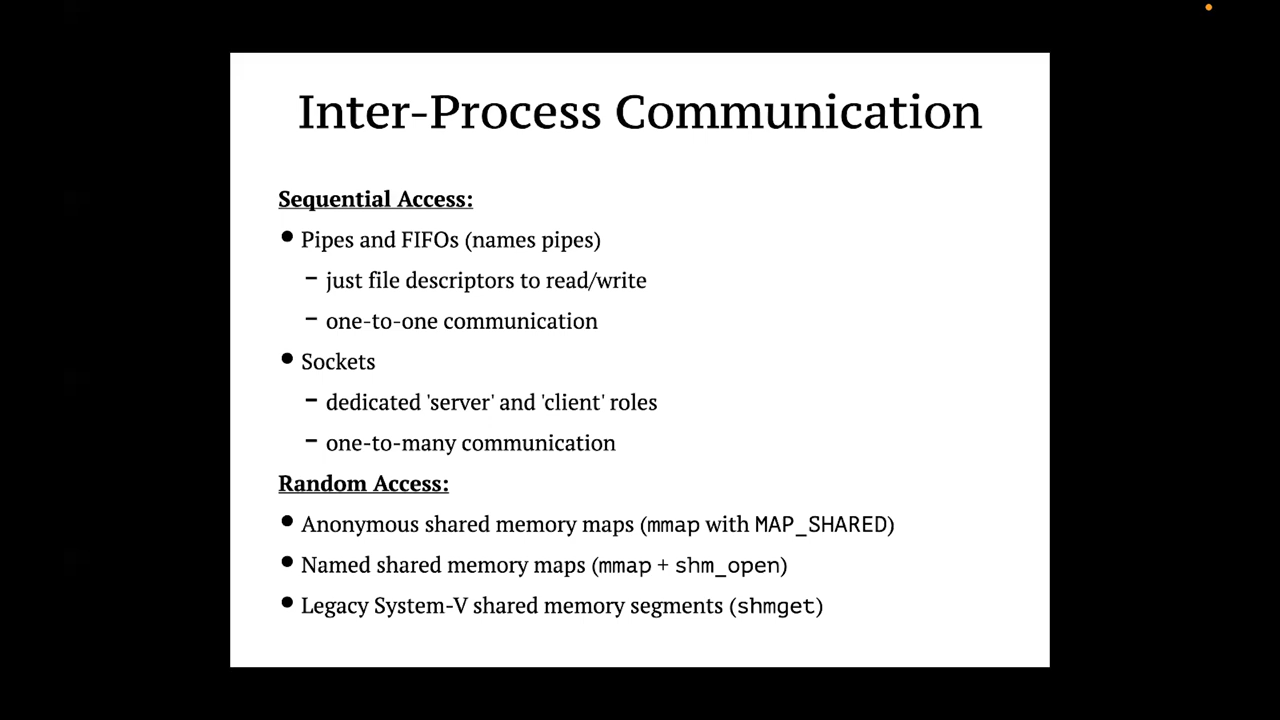 Inter-Process Communication
Sequential Access:
● Pipes and FIFOs (names pipes)
– just file descriptors to read/write
– one-to-one communication
● Sockets
– dedicated 'server' and 'client' roles
– one-to-many communication
Random Access:
● Anonymous shared memory maps (mmap with MAP_SHARED)
● Named shared memory maps (mmap + shm_open)
● Legacy System-V shared memory segments (shmget)